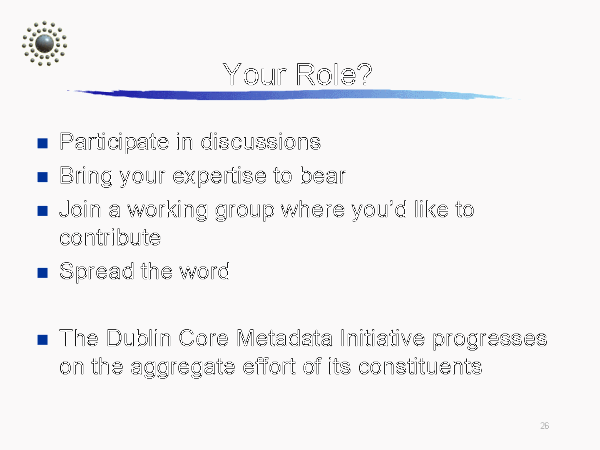 Your Role?
Participate in discussions
Bring your expertise to bear
Join a working group where you'd like to
contribute
Spread the word
The Dublin Core Metadata Initiative progresses
on the aggregate effort of its constituents
26